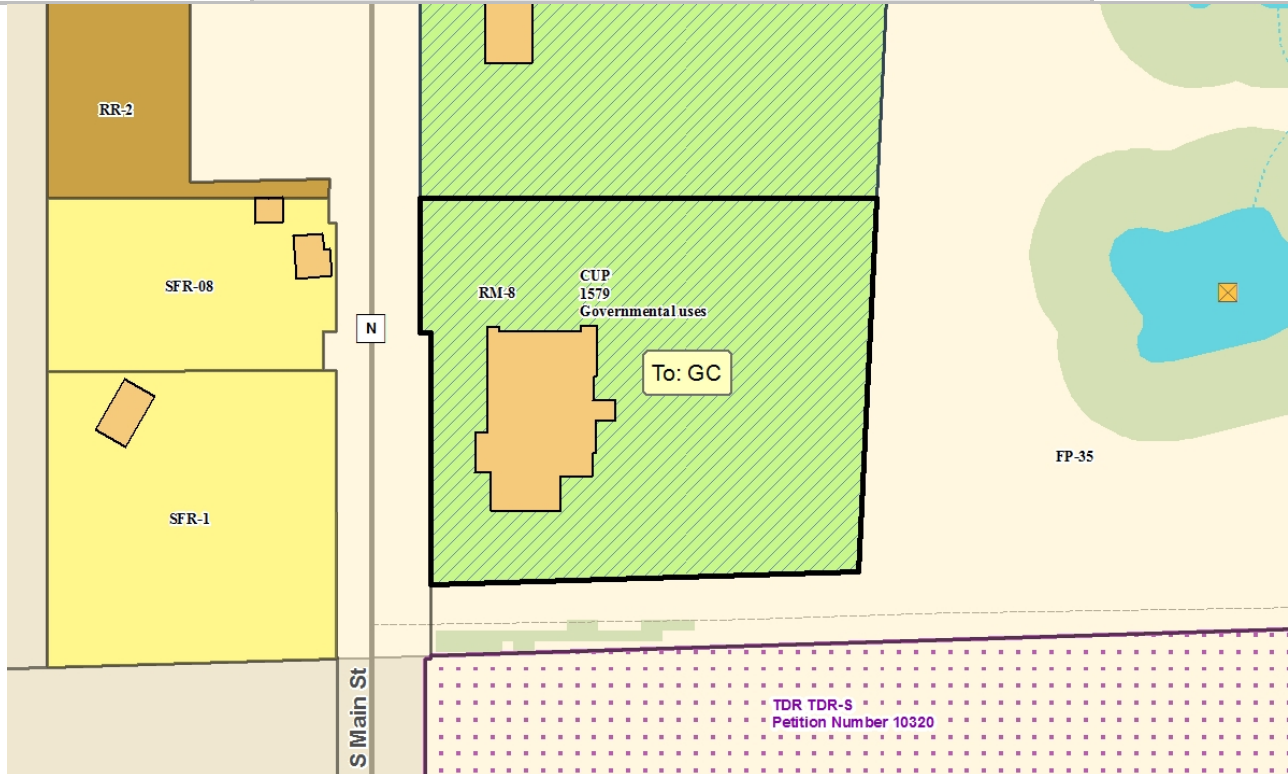 RR-2
SFR-08
CUP
RM-8
1579
Governmental uses
N
To: GC
FP-35
SFR-1
S Main St
TDR TDR-S
Petition Number 10320